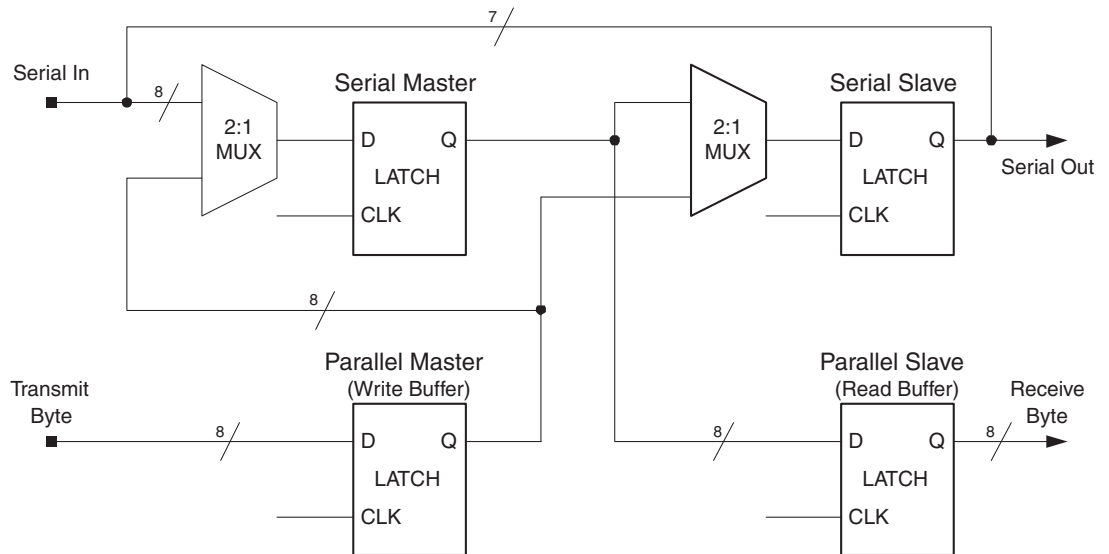 7
Serial In
8
2:1
MUX
Serial Master
D
Q
LATCH
CLK
2:1
MUX
Serial Slave
D
Q
LATCH
CLK
Serial Out
8
Transmit
Byte
8
Parallel Master
(Write Buffer)
D
Q
LATCH
CLK
8
Parallel Slave
(Read Buffer)
D
Q
LATCH
CLK
8
Receive
Byte